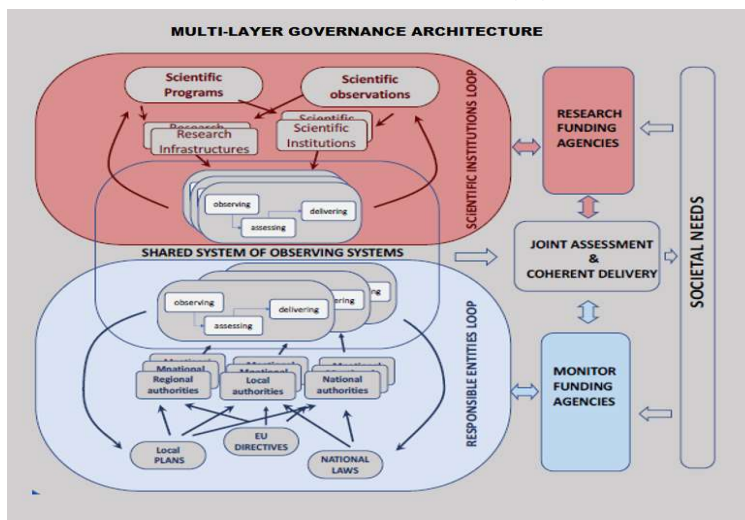 MULTI-LAYER GOVERNANCE ARCHITECTURE
Scientific
Programs
Scientific
observations
Research
Research
Infrastructures
Scientific
Scientific
Institutions
observing
assessing
delivering
SCIENTIFIC INSTITUTIONS LOOP
SHARED SYSTEM OF OBSERVING SYSTEMS
observing
assessing
delivering
Regional
authorities
Local
authorities
National
authorities
Local
PLANS
EU
DIRECTIVES
NATIONAL
LAWS
RESPONSIBLE ENTITIES LOOP
RESEARCH
FUNDING
AGENCIES
JOINT ASSESSMENT
&
COHERENT DELIVERY
MONITOR
FUNDING
AGENCIES
SOCIETAL NEEDS